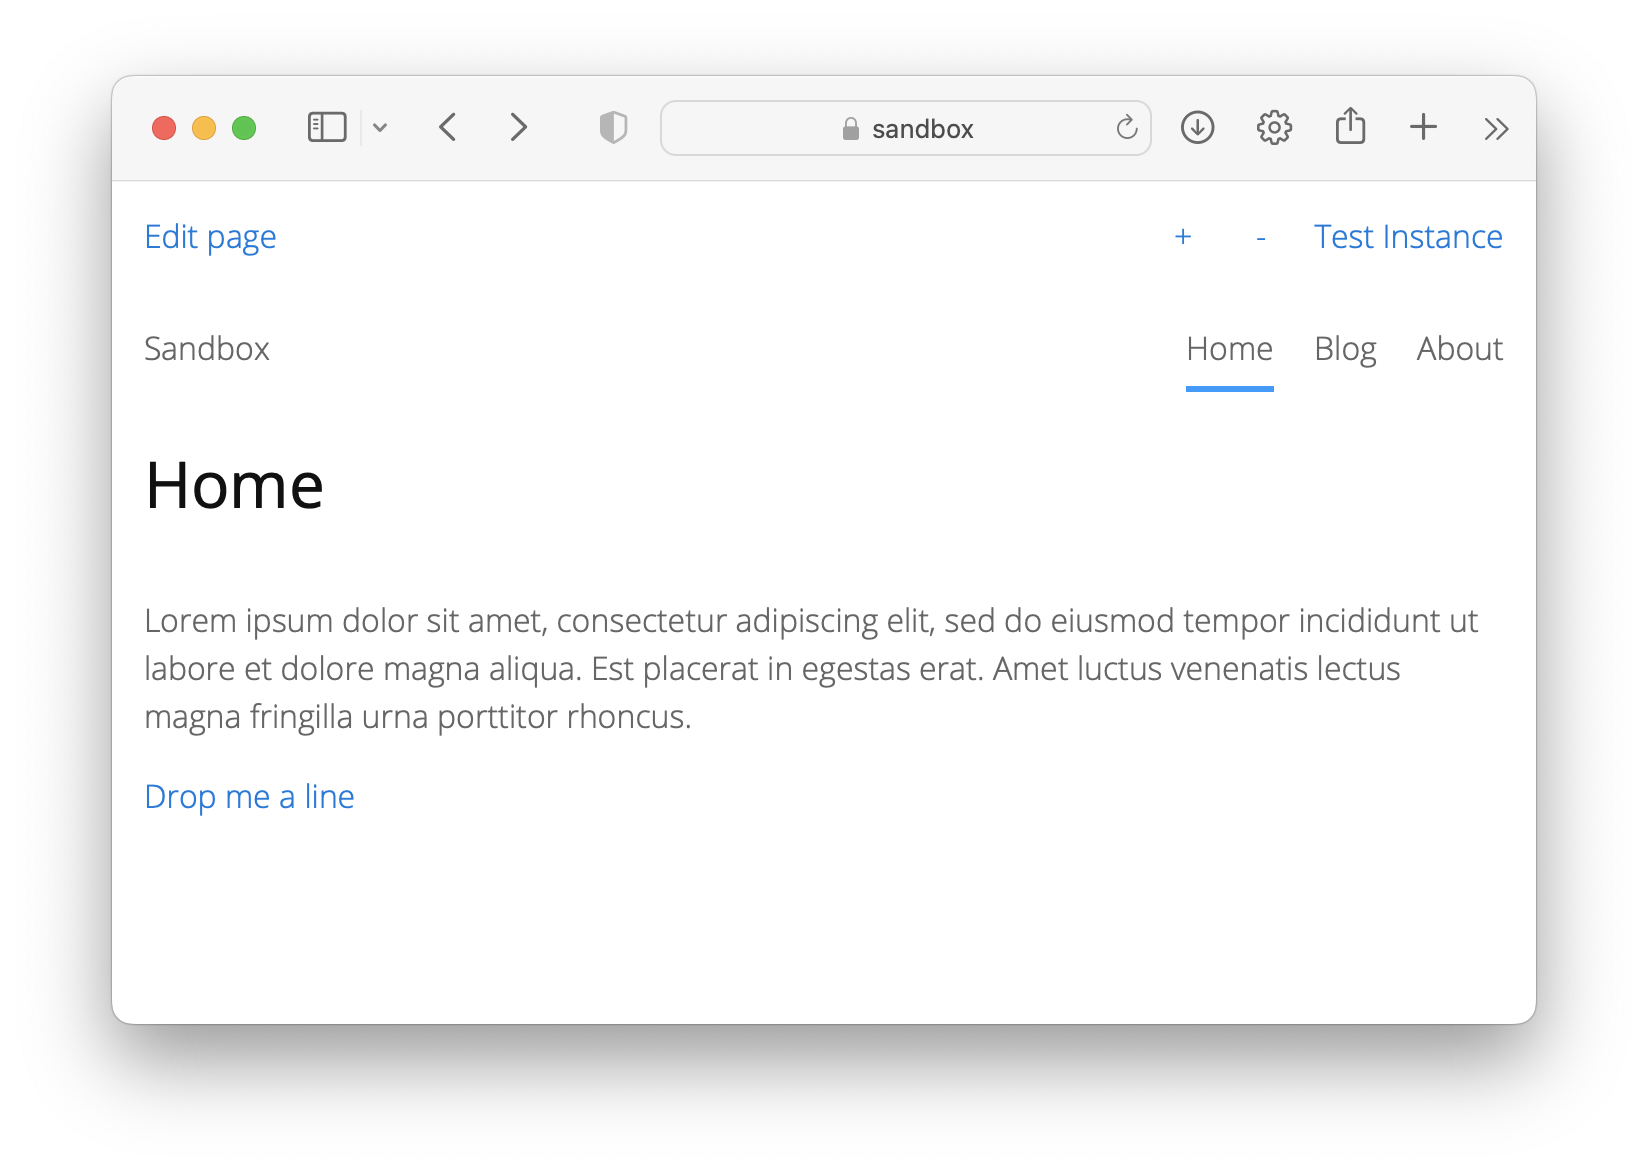 sandbox
Edit page + - Test Instance
Sandbox Home Blog About
Home
Lorem ipsum dolor sit amet, consectetur adipiscing elit, sed do eiusmod tempor incididunt ut
labore et dolore magna aliqua. Est placerat in egestas erat. Amet luctus venenatis lectus
magna fringilla urna porttitor rhoncus.
Drop me a line